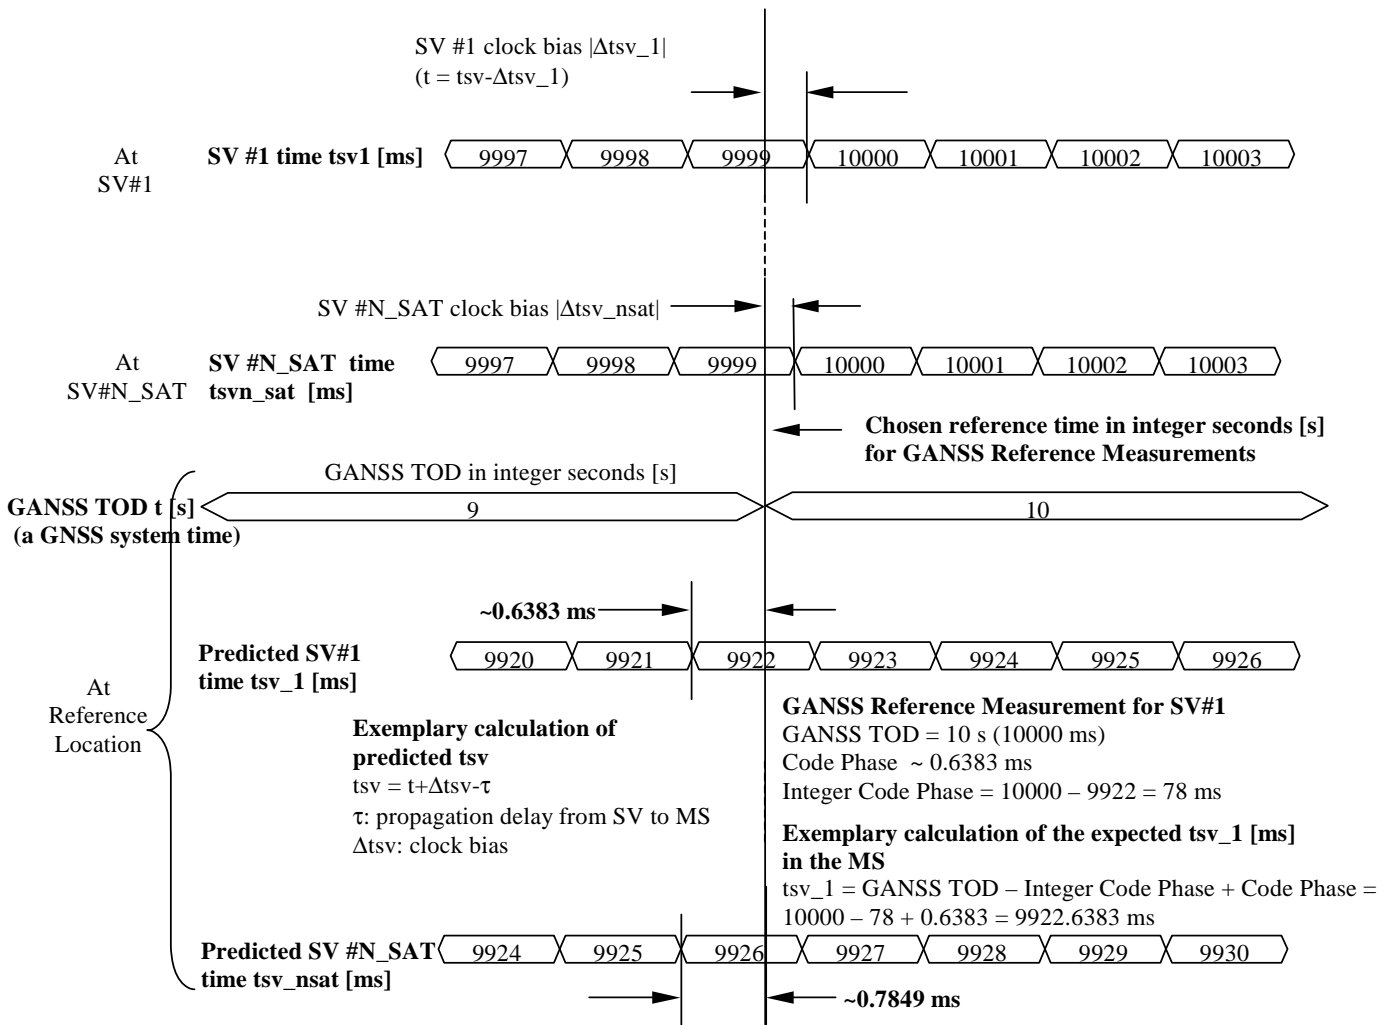 SV #1 clock bias |Δtsv_1|
(t = tsv-Δtsv_1)
At
SV#1
SV #1 time tsv1 [ms]
9997 9998 9999 10000 10001 10002 10003
SV #N_SAT clock bias |Δtsv_nsat|
At
SV#N_SAT
SV #N_SAT time
tsvn_sat [ms]
9997 9998 9999 10000 10001 10002 10003
Chosen reference time in integer seconds [s]
for GANSS Reference Measurements
GANSS TOD in integer seconds [s]
GANSS TOD t [s]
(a GNSS system time)
9 10
~0.6383 ms
At
Reference
Location
Predicted SV#1
time tsv_1 [ms]
9920 9921 9922 9923 9924 9925 9926
Exemplary calculation of
predicted tsv
tsv = t+Δtsv-τ
τ: propagation delay from SV to MS
Δtsv: clock bias
GANSS Reference Measurement for SV#1
GANSS TOD = 10 s (10000 ms)
Code Phase ~ 0.6383 ms
Integer Code Phase = 10000 – 9922 = 78 ms
Exemplary calculation of the expected tsv_1 [ms]
in the MS
tsv_1 = GANSS TOD – Integer Code Phase + Code Phase =
10000 – 78 + 0.6383 = 9922.6383 ms
Predicted SV #N_SAT
time tsv_nsat [ms]
9924 9925 9926 9927 9928 9929 9930
~0.7849 ms